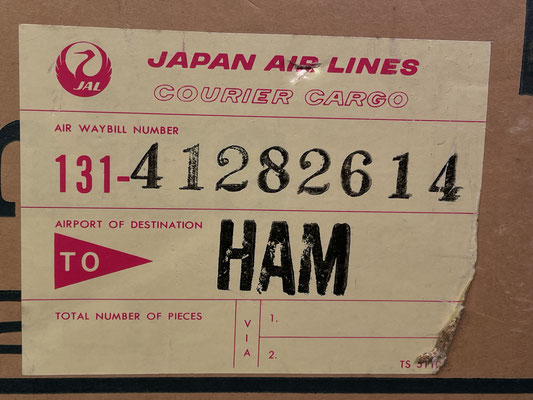 JAL
JAPAN AIR LINES
COURIER CARGO
AIR WAYBILL NUMBER
131-41282614
AIRPORT OF DESTINATION
TO
HAM
TOTAL NUMBER OF PIECES
VIA
1.
2.
TS